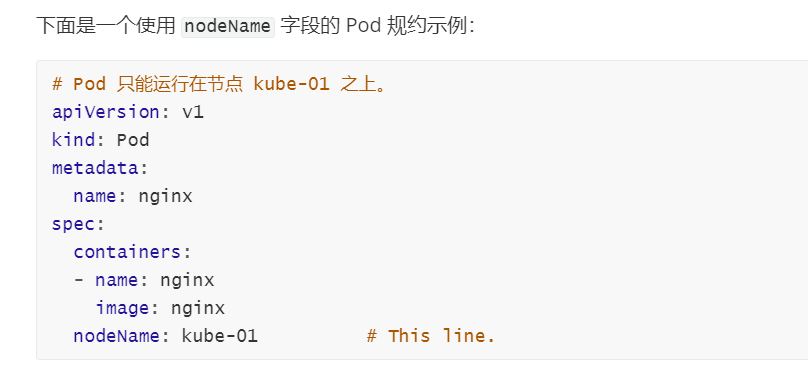 下面是一个使用 nodeName 字段的 Pod 规约示例：
# Pod 只能运行在节点 kube-01 之上。
apiVersion: v1
kind: Pod
metadata:
  name: nginx
spec:
  containers:
  - name: nginx
    image: nginx
  nodeName: kube-01          # This line.